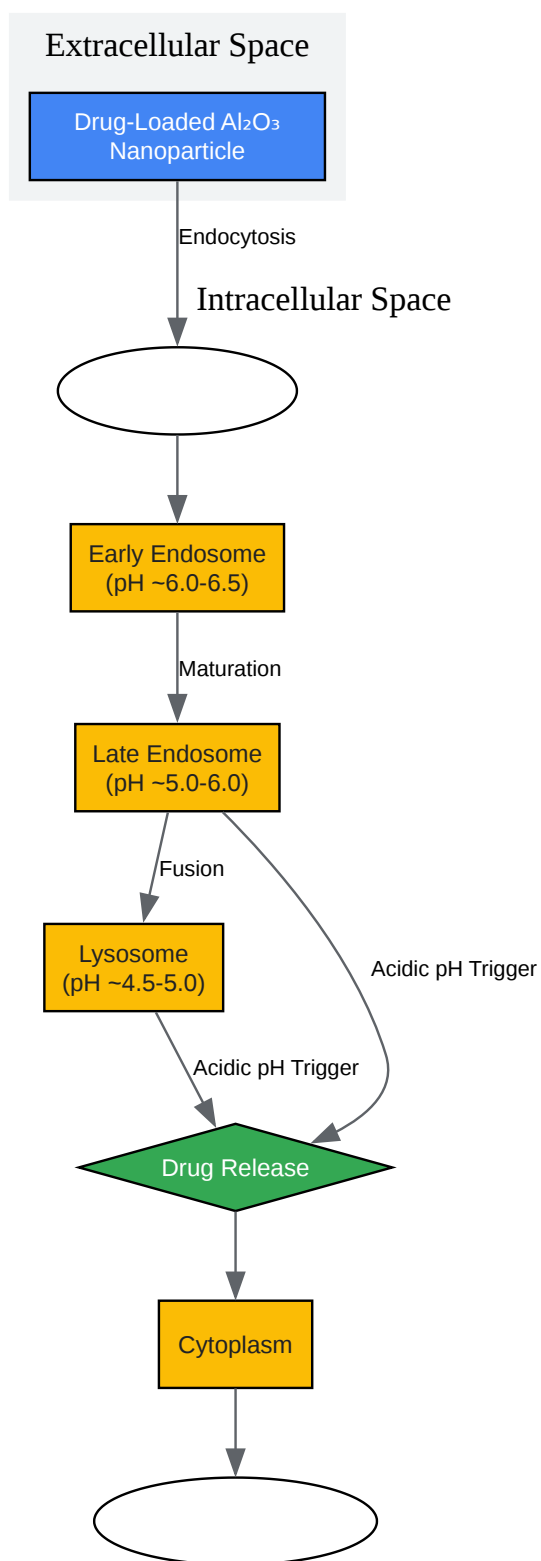 Extracellular Space
Drug-Loaded Al₂O₃
Nanoparticle
Endocytosis
Intracellular Space
Early Endosome
(pH ~6.0-6.5)
Maturation
Late Endosome
(pH ~5.0-6.0)
Fusion
Lysosome
(pH ~4.5-5.0)
Acidic pH Trigger
Acidic pH Trigger
Drug Release
Cytoplasm